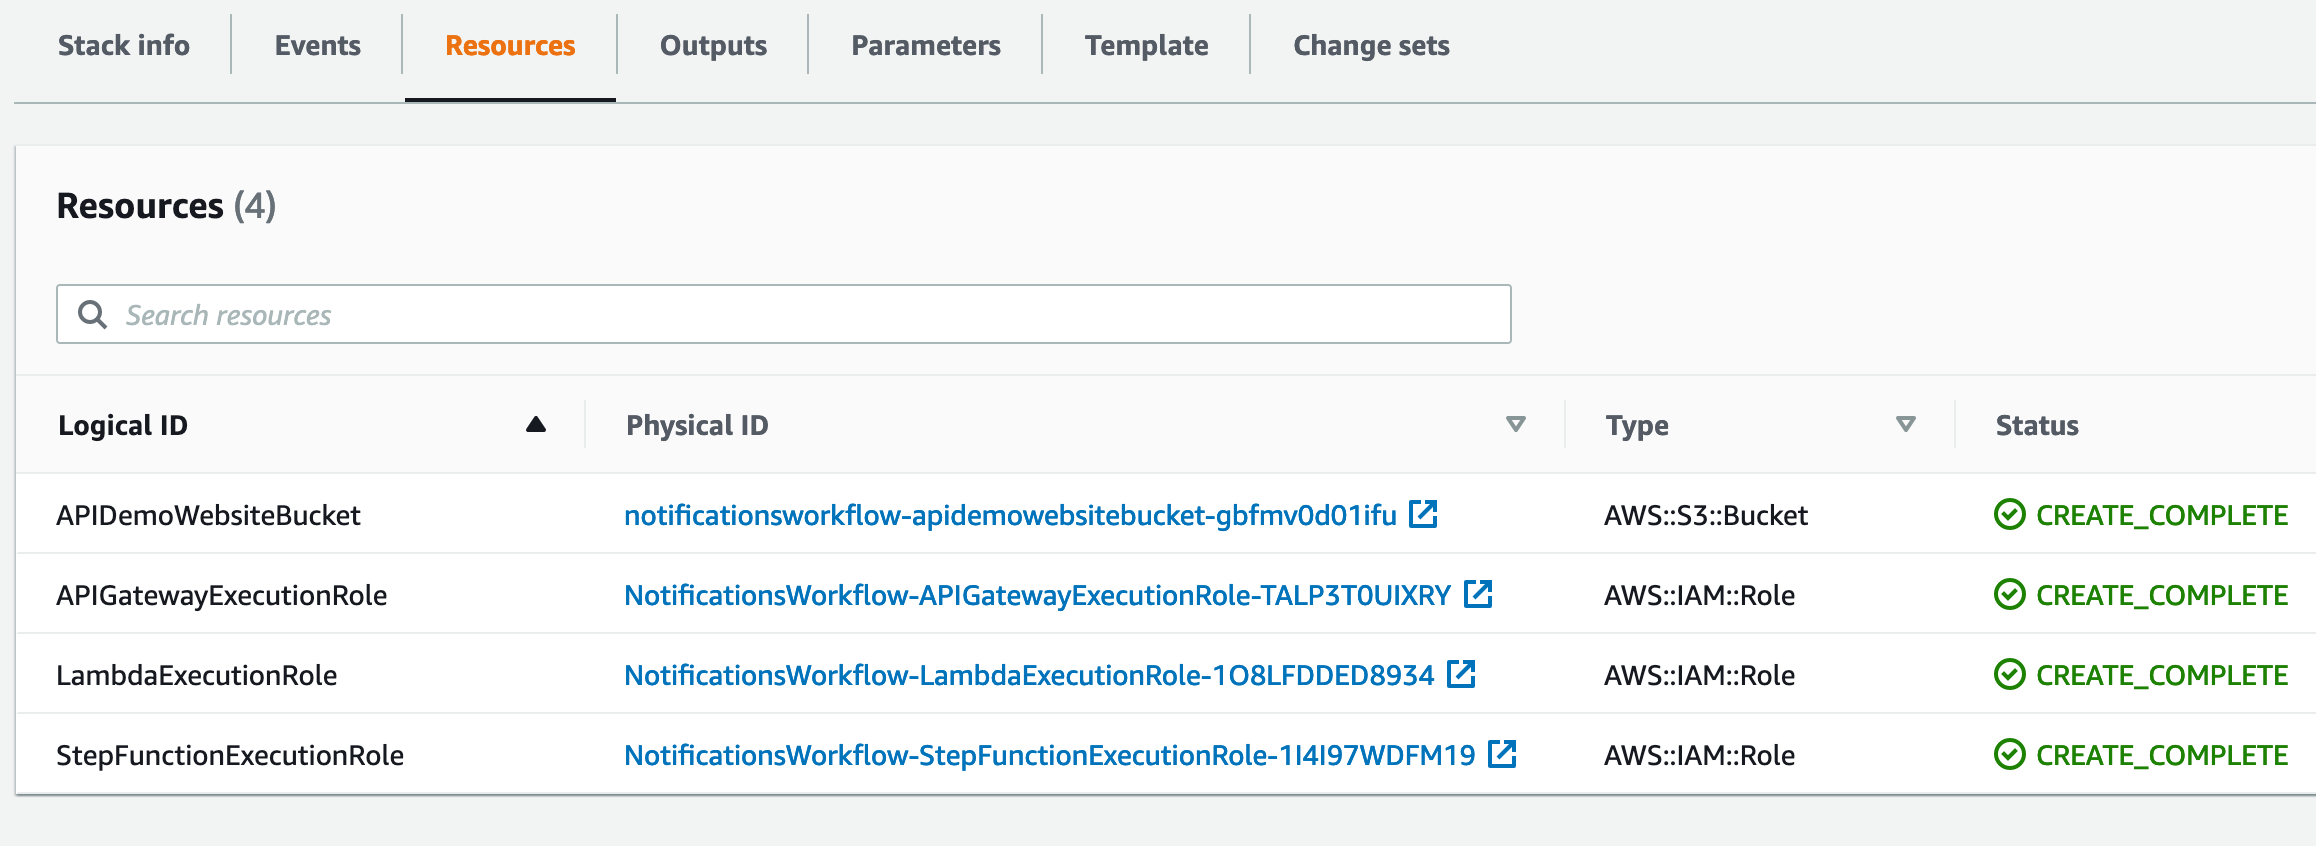 Stack info Events Resources Outputs Parameters Template Change sets
Resources (4)
Search resources
Logical ID Physical ID Type Status
APIDemoWebsiteBucket notificationsworkflow-apidemowebsitebucket-gbfmv0d01ifu AWS::S3::Bucket CREATE_COMPLETE
APIGatewayExecutionRole NotificationsWorkflow-APIGatewayExecutionRole-TALP3T0UIXRY AWS::IAM::Role CREATE_COMPLETE
LambdaExecutionRole NotificationsWorkflow-LambdaExecutionRole-1O8LFDDED8934 AWS::IAM::Role CREATE_COMPLETE
StepFunctionExecutionRole NotificationsWorkflow-StepFunctionExecutionRole-1I4I97WDFM19 AWS::IAM::Role CREATE_COMPLETE